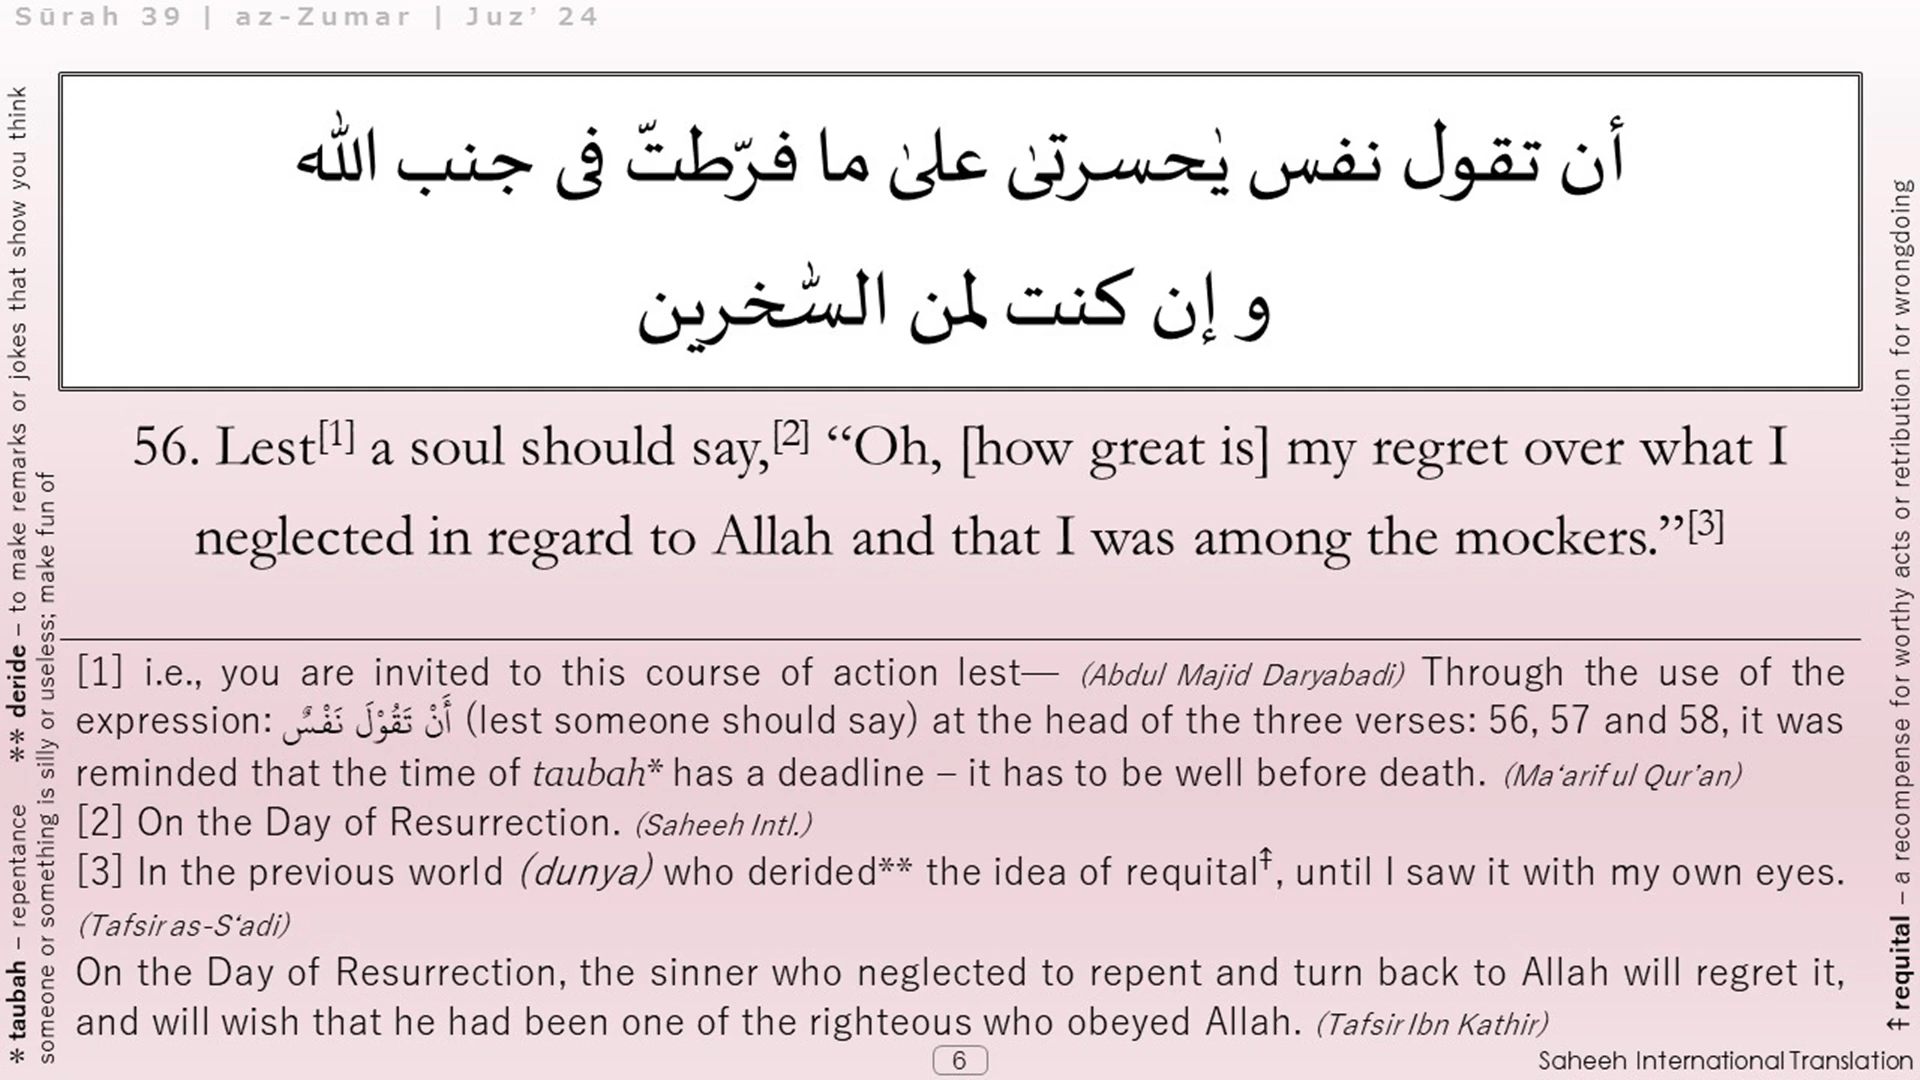 Sūrah 39 | az-Zumar | Juz’ 24
أن تقول نفس يٰحسرتىٰ علىٰ ما فرّطتّ فى جنب اللّٰه
و إن كنت لمن السّٰخرين
56. Lest[1] a soul should say,[2] “Oh, [how great is] my regret over what I
neglected in regard to Allah and that I was among the mockers.”[3]
[1] i.e., you are invited to this course of action lest— (Abdul Majid Daryabadi) Through the use of the
expression: أَنْ تَقُوْلَ نَفْسٌ (lest someone should say) at the head of the three verses: 56, 57 and 58, it was
reminded that the time of taubah* has a deadline – it has to be well before death. (Ma‘arif ul Qur’an)
[2] On the Day of Resurrection. (Saheeh Intl.)
[3] In the previous world (dunya) who derided** the idea of requital‡, until I saw it with my own eyes.
(Tafsir as-S‘adi)
On the Day of Resurrection, the sinner who neglected to repent and turn back to Allah will regret it,
and will wish that he had been one of the righteous who obeyed Allah. (Tafsir Ibn Kathir)
6
Saheeh International Translation
* taubah – repentance ** deride – to make remarks or jokes that show you think
someone or something is silly or useless; make fun of
‡ requital – a recompense for worthy acts or retribution for wrongdoing